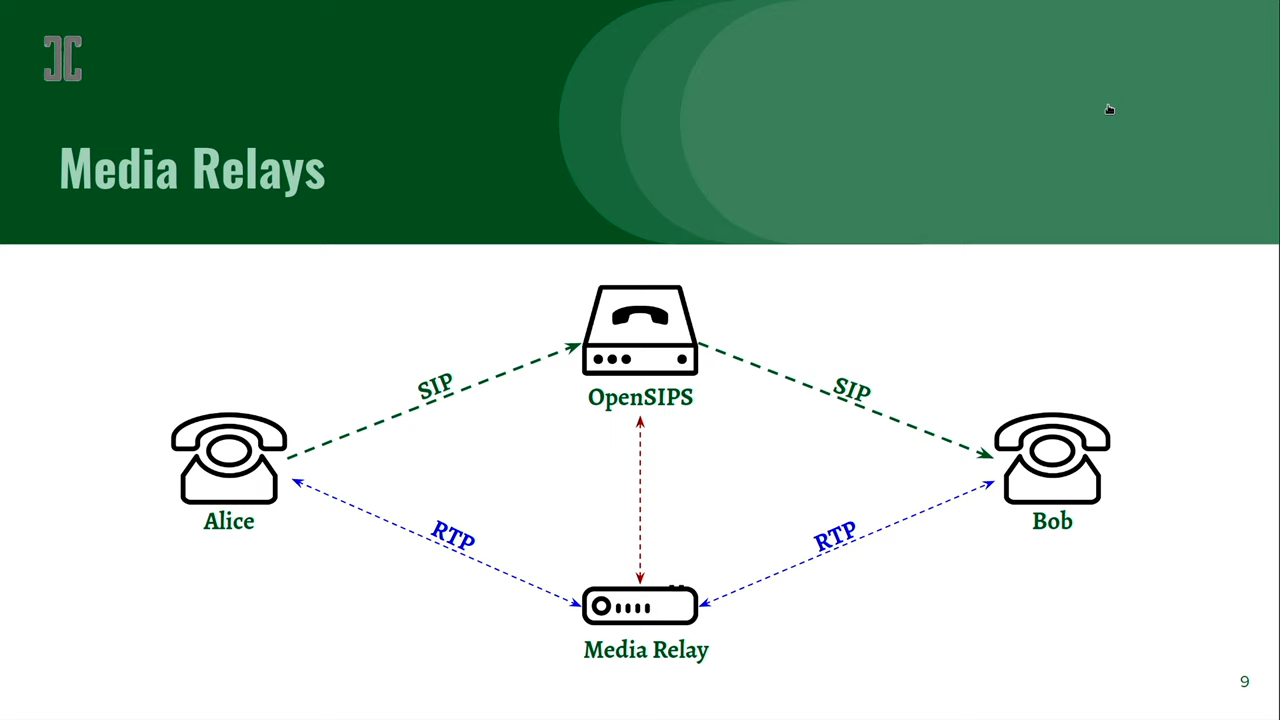 Media Relays
OpenSIPS
SIP
SIP
Alice
Bob
RTP
RTP
Media Relay
9